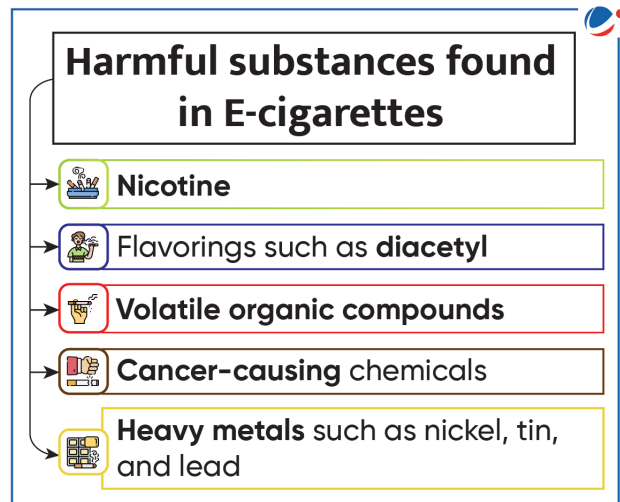 Harmful substances found
in E-cigarettes
Nicotine
Flavorings such as diacetyl
Volatile organic compounds
Cancer-causing chemicals
Heavy metals such as nickel, tin,
and lead